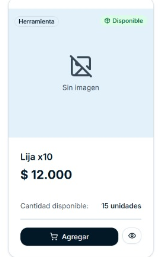 Herramienta
Disponible
Sin imagen
Lija x10
$ 12.000
Cantidad disponible: 15 unidades
Agregar